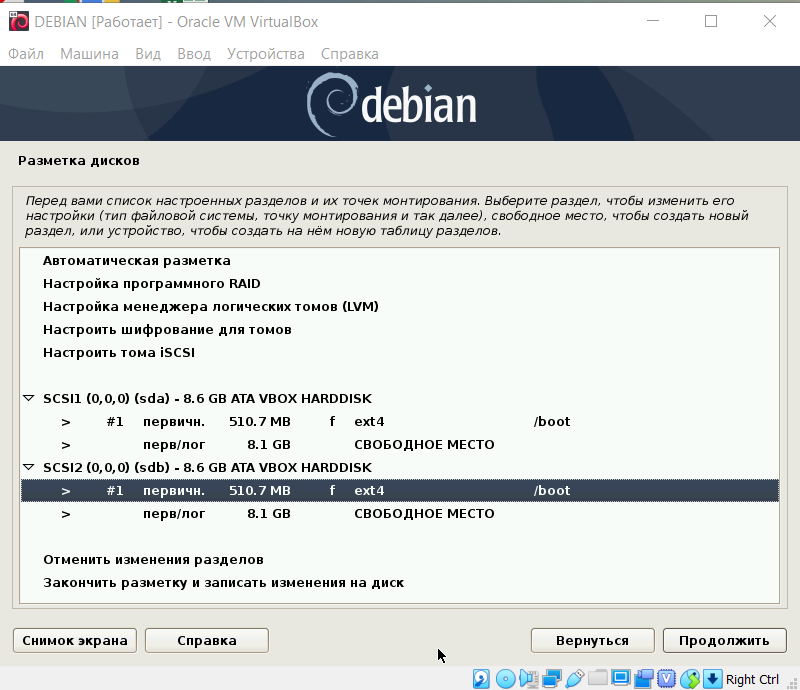 DEBIAN [Работает] - Oracle VM VirtualBox
Файл Машина Вид Ввод Устройства Справка
debian
Разметка дисков
Перед вами список настроенных разделов и их точек монтирования. Выберите раздел, чтобы изменить его
настройки (тип файловой системы, точку монтирования и так далее), свободное место, чтобы создать новый
раздел, или устройство, чтобы создать на нём новую таблицу разделов.
Автоматическая разметка
Настройка программного RAID
Настройка менеджера логических томов (LVM)
Настроить шифрование для томов
Настроить тома iSCSI
SCSI1 (0,0,0) (sda) - 8.6 GB ATA VBOX HARDDISK
> #1 первичн. 510.7 MB f ext4 /boot
> перв/лог 8.1 GB СВОБОДНОЕ МЕСТО
SCSI2 (0,0,0) (sdb) - 8.6 GB ATA VBOX HARDDISK
> #1 первичн. 510.7 MB f ext4 /boot
> перв/лог 8.1 GB СВОБОДНОЕ МЕСТО
Отменить изменения разделов
Закончить разметку и записать изменения на диск
Снимок экрана Справка Вернуться Продолжить
Right Ctrl